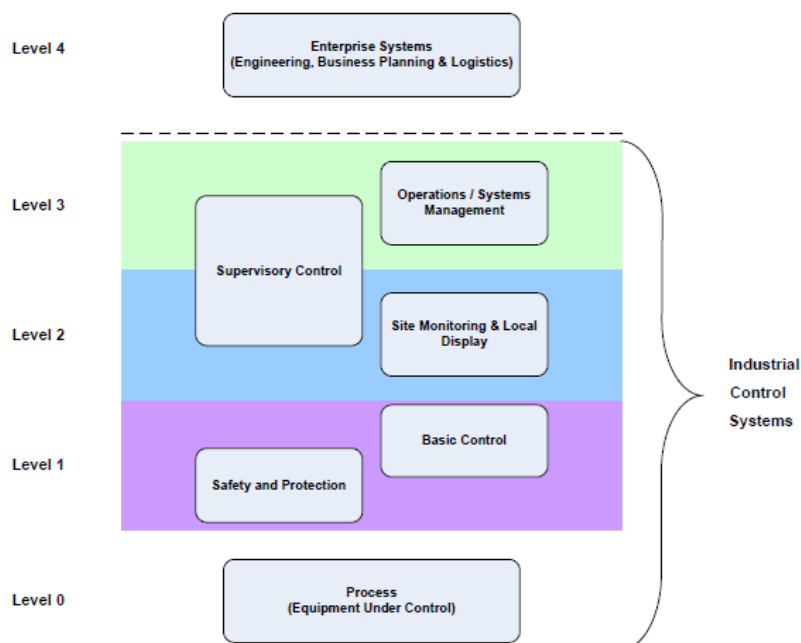 Level 4
Enterprise Systems
(Engineering, Business Planning & Logistics)
Level 3
Operations / Systems
Management
Supervisory Control
Level 2
Site Monitoring & Local
Display
Industrial
Control
Systems
Level 1
Basic Control
Safety and Protection
Level 0
Process
(Equipment Under Control)